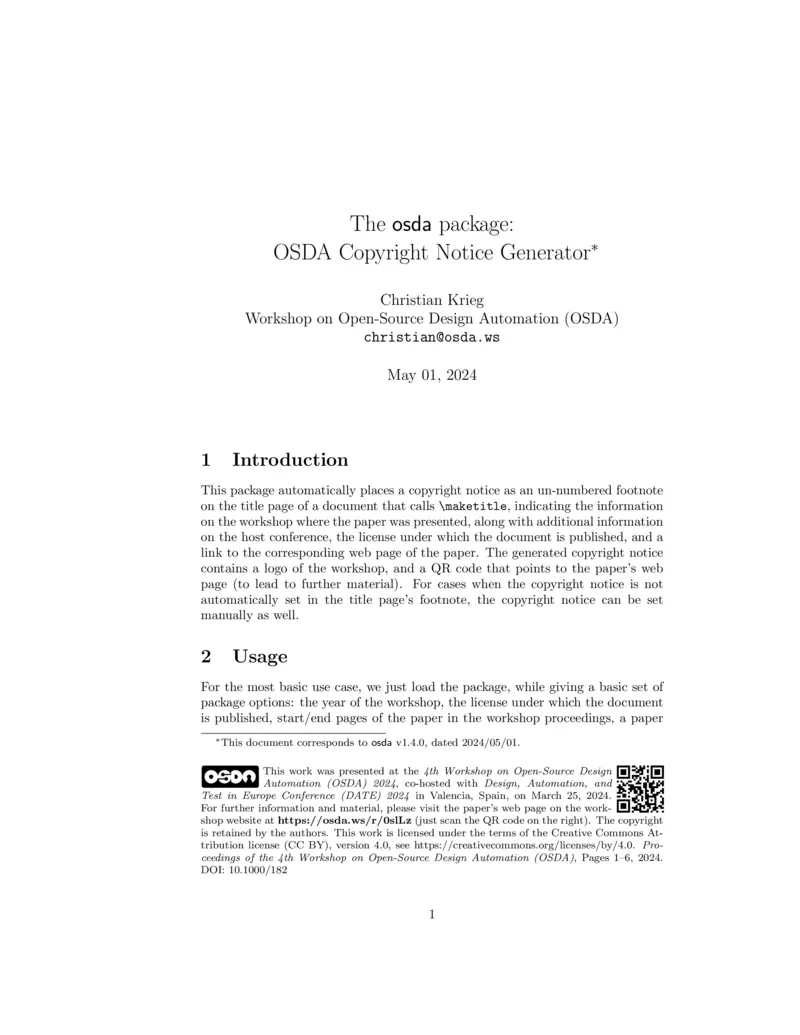 The osda package:
OSDA Copyright Notice Generator*
Christian Krieg
Workshop on Open-Source Design Automation (OSDA)
christian@osda.ws
May 01, 2024
1 Introduction
This package automatically places a copyright notice as an un-numbered footnote
on the title page of a document that calls \maketitle, indicating the information
on the workshop where the paper was presented, along with additional information
on the host conference, the license under which the document is published, and a
link to the corresponding web page of the paper. The generated copyright notice
contains a logo of the workshop, and a QR code that points to the paper's web
page (to lead to further material). For cases when the copyright notice is not
automatically set in the title page's footnote, the copyright notice can be set
manually as well.
2 Usage
For the most basic use case, we just load the package, while giving a basic set of
package options: the year of the workshop, the license under which the document
is published, start/end pages of the paper in the workshop proceedings, a paper
*This document corresponds to osda v1.4.0, dated 2024/05/01.
OSDA This work was presented at the 4th Workshop on Open-Source Design
Automation (OSDA) 2024, co-hosted with Design, Automation, and
Test in Europe Conference (DATE) 2024 in Valencia, Spain, on March 25, 2024.
For further information and material, please visit the paper's web page on the work-
shop website at https://osda.ws/r/0slLz (just scan the QR code on the right). The copyright
is retained by the authors. This work is licensed under the terms of the Creative Commons At-
tribution license (CC BY), version 4.0, see https://creativecommons.org/licenses/by/4.0. Pro-
ceedings of the 4th Workshop on Open-Source Design Automation (OSDA), Pages 1–6, 2024.
DOI: 10.1000/182
1